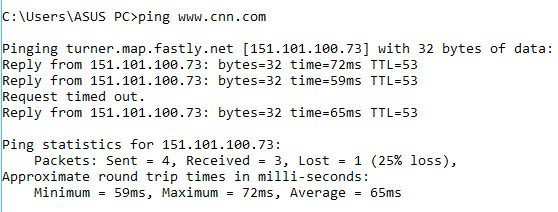 C:\Users\ASUS PC>ping www.cnn.com
Pinging turner.map.fastly.net [151.101.100.73] with 32 bytes of data:
Reply from 151.101.100.73: bytes=32 time=72ms TTL=53
Reply from 151.101.100.73: bytes=32 time=59ms TTL=53
Request timed out.
Reply from 151.101.100.73: bytes=32 time=65ms TTL=53
Ping statistics for 151.101.100.73:
Packets: Sent = 4, Received = 3, Lost = 1 (25% loss),
Approximate round trip times in milli-seconds:
Minimum = 59ms, Maximum = 72ms, Average = 65ms